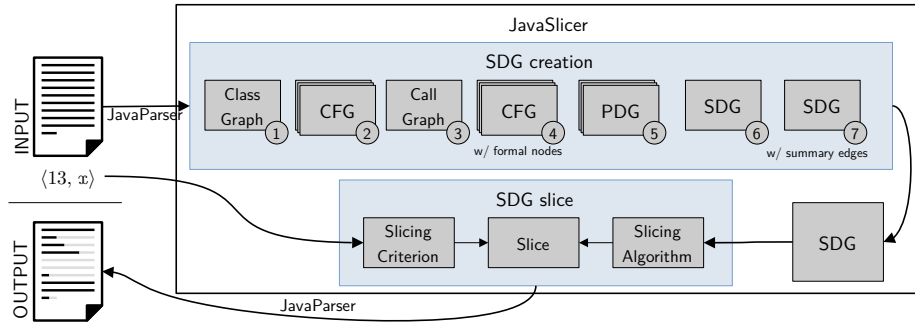 JavaSlicer
SDG creation
INPUT
JavaParser
Class
Graph
1
CFG
2
Call
Graph
3
CFG
4
w/ formal nodes
PDG
5
SDG
6
SDG
7
w/ summary edges
⟨13, x⟩
SDG slice
Slicing
Criterion
Slice
Slicing
Algorithm
SDG
OUTPUT
JavaParser